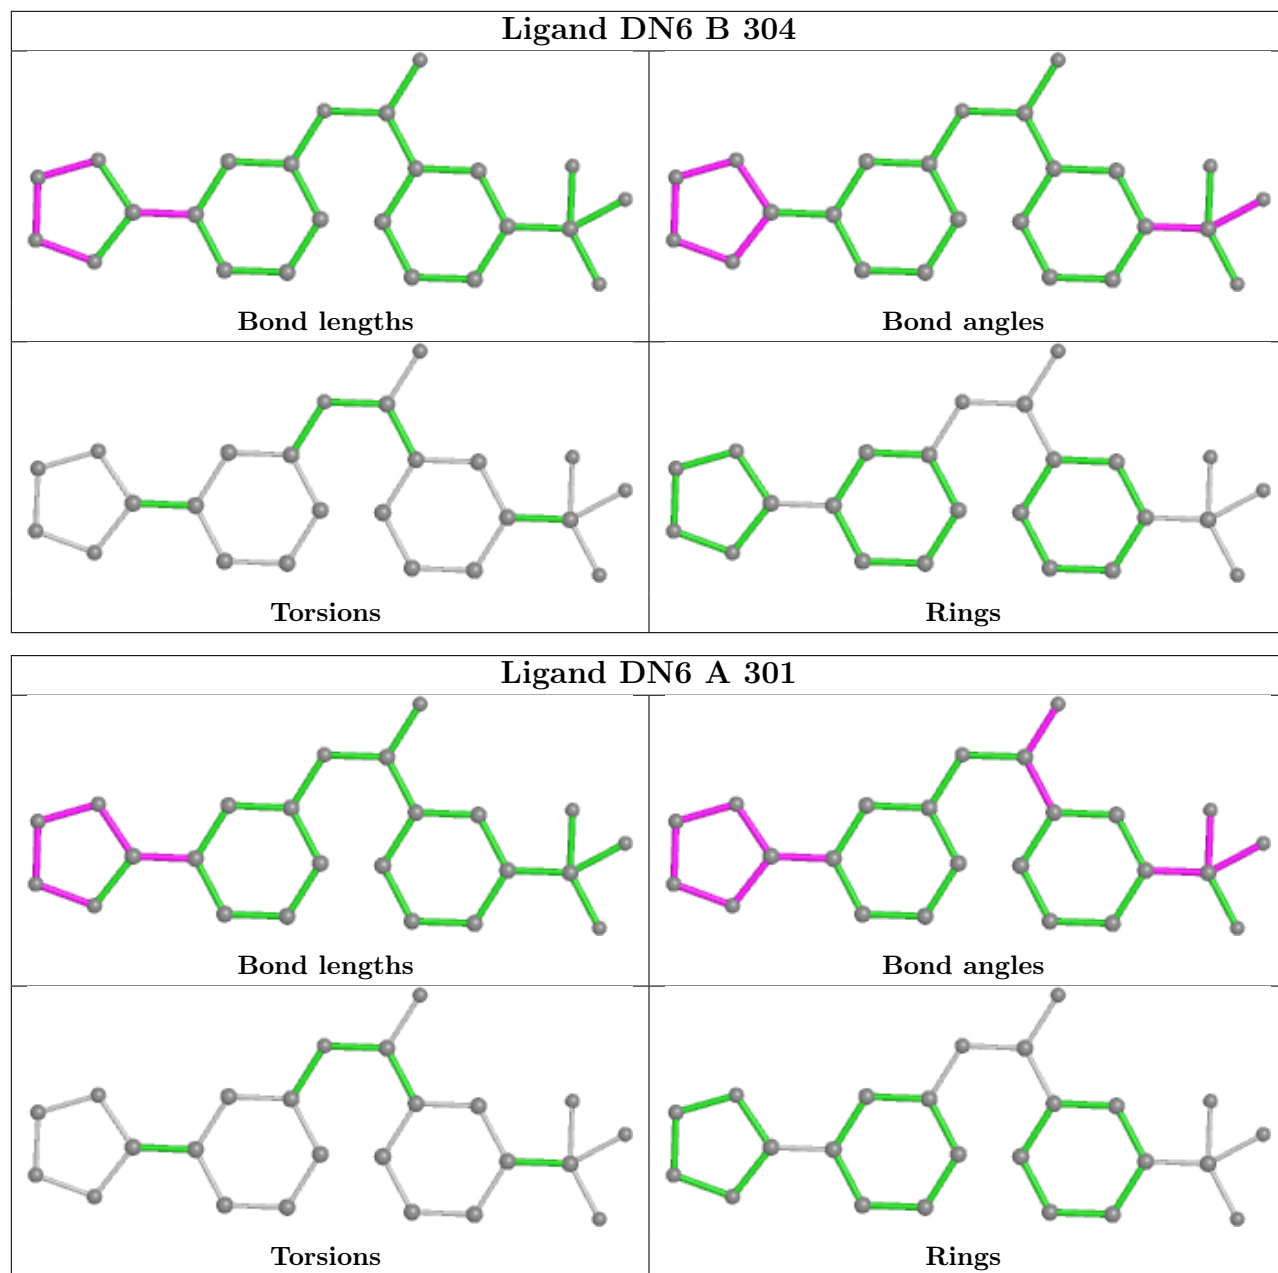 Ligand DN6 B 304
Bond lengths
Bond angles
Torsions
Rings
Ligand DN6 A 301
Bond lengths
Bond angles
Torsions
Rings